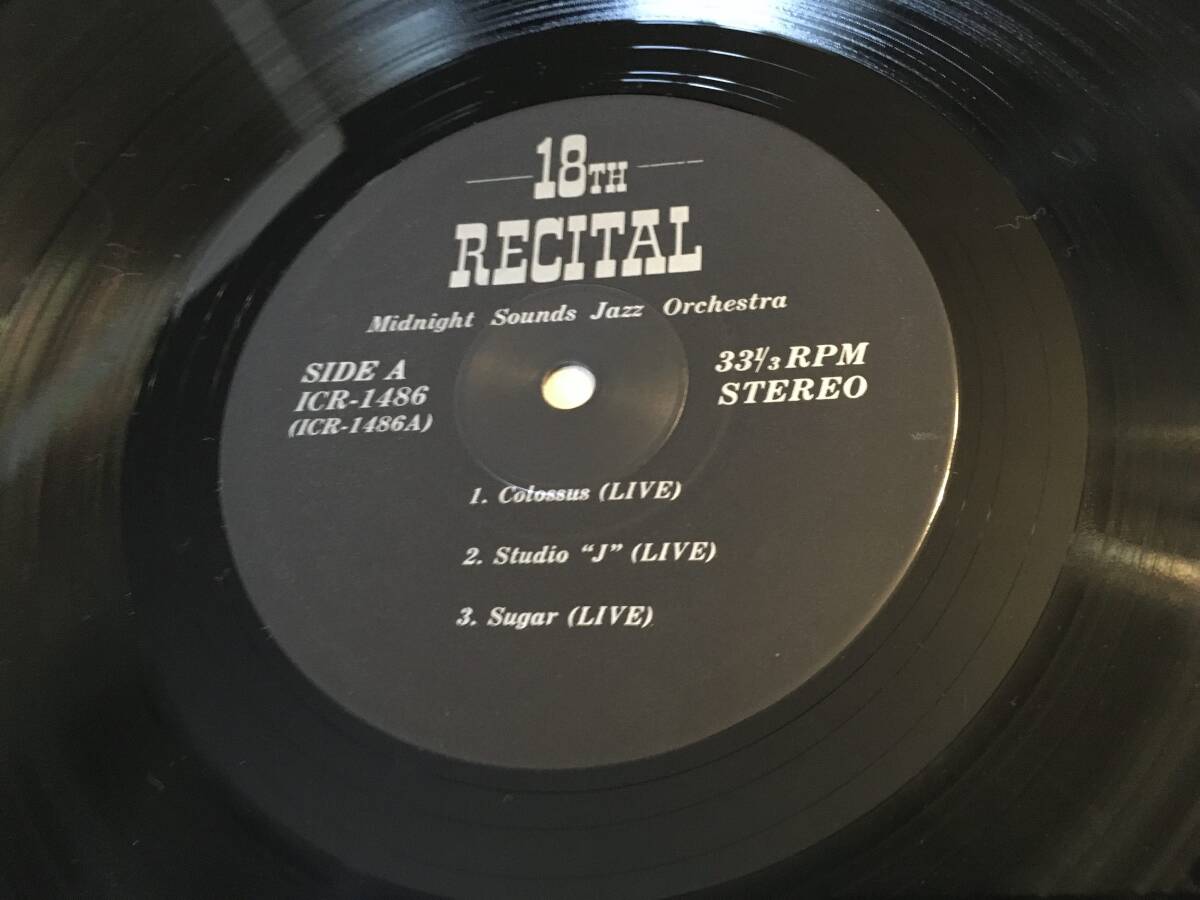 18TH
RECITAL
Midnight Sounds Jazz Orchestra
SIDE A
ICR-1486
(ICR-1486A)
33⅓ RPM
STEREO
1. Colossus (LIVE)
2. Studio “J” (LIVE)
3. Sugar (LIVE)